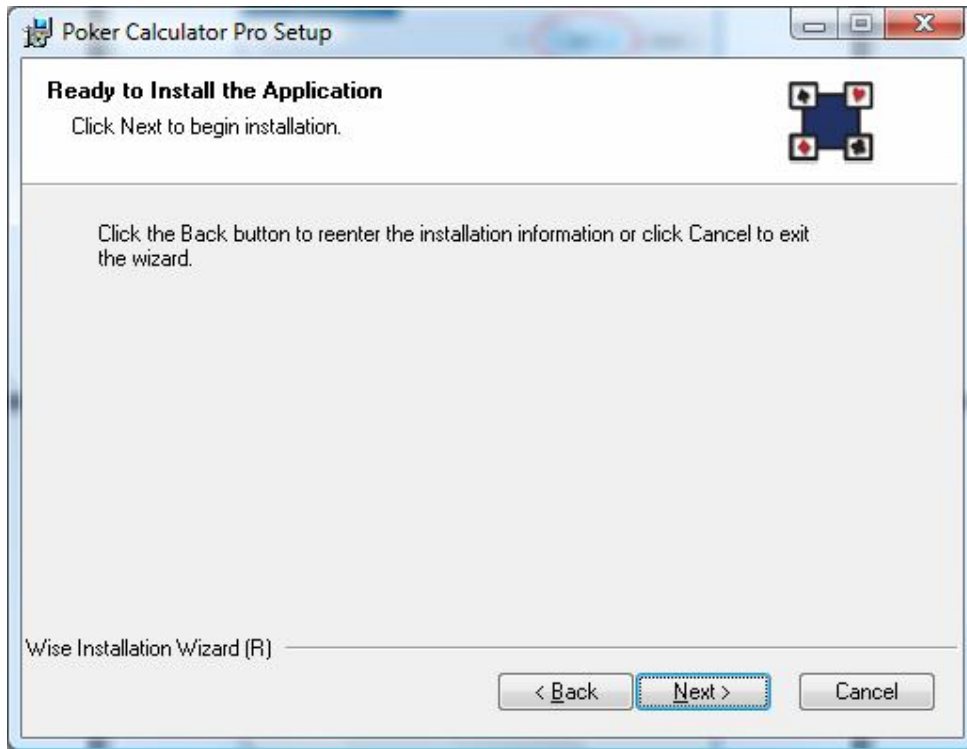 Poker Calculator Pro Setup
Ready to Install the Application
Click Next to begin installation.
Click the Back button to reenter the installation information or click Cancel to exit
the wizard.
Wise Installation Wizard (R)
< Back Next > Cancel